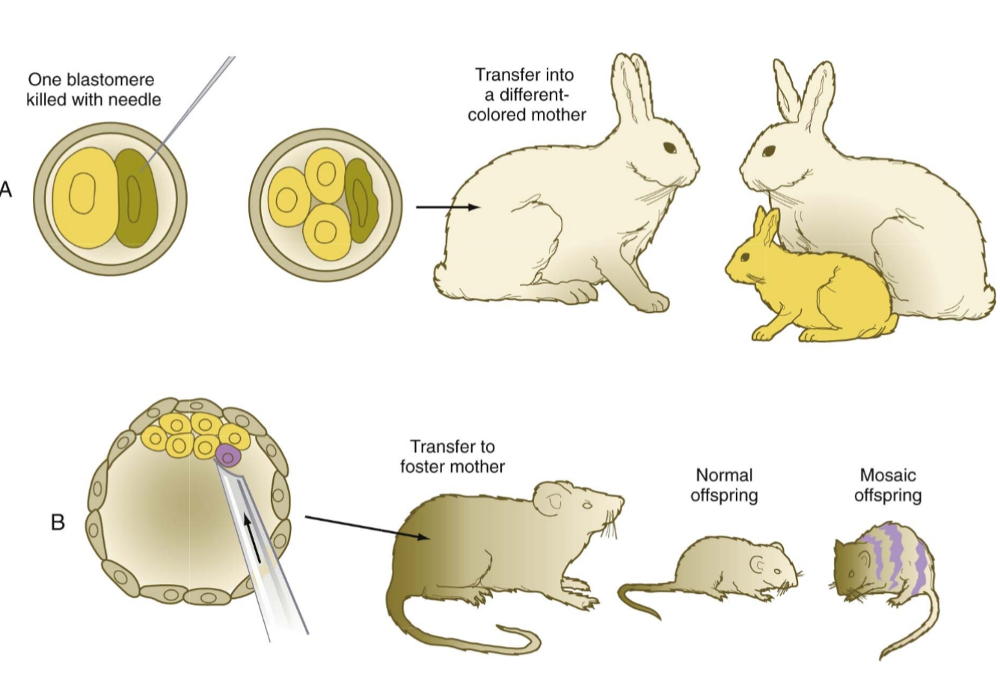 One blastomere
killed with needle
Transfer into
a different-
colored mother
A
Transfer to
foster mother
Normal
offspring
Mosaic
offspring
B